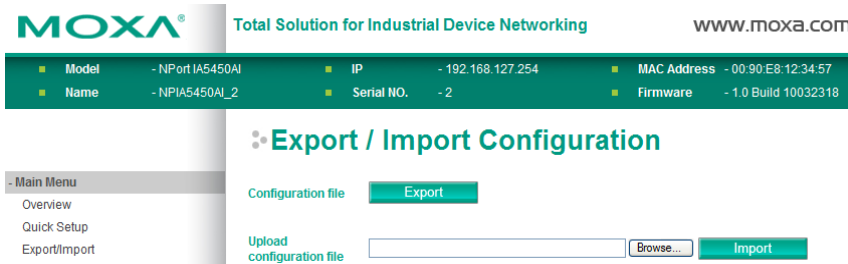 MOXA® Total Solution for Industrial Device Networking www.moxa.com
Model - NPort IA5450AI IP - 192.168.127.254 MAC Address - 00:90:E8:12:34:57
Name - NPIA5450AI_2 Serial NO. - 2 Firmware - 1.0 Build 10032318
Export / Import Configuration
- Main Menu
Overview
Quick Setup
Export/Import
Configuration file Export
Upload
configuration file Browse... Import